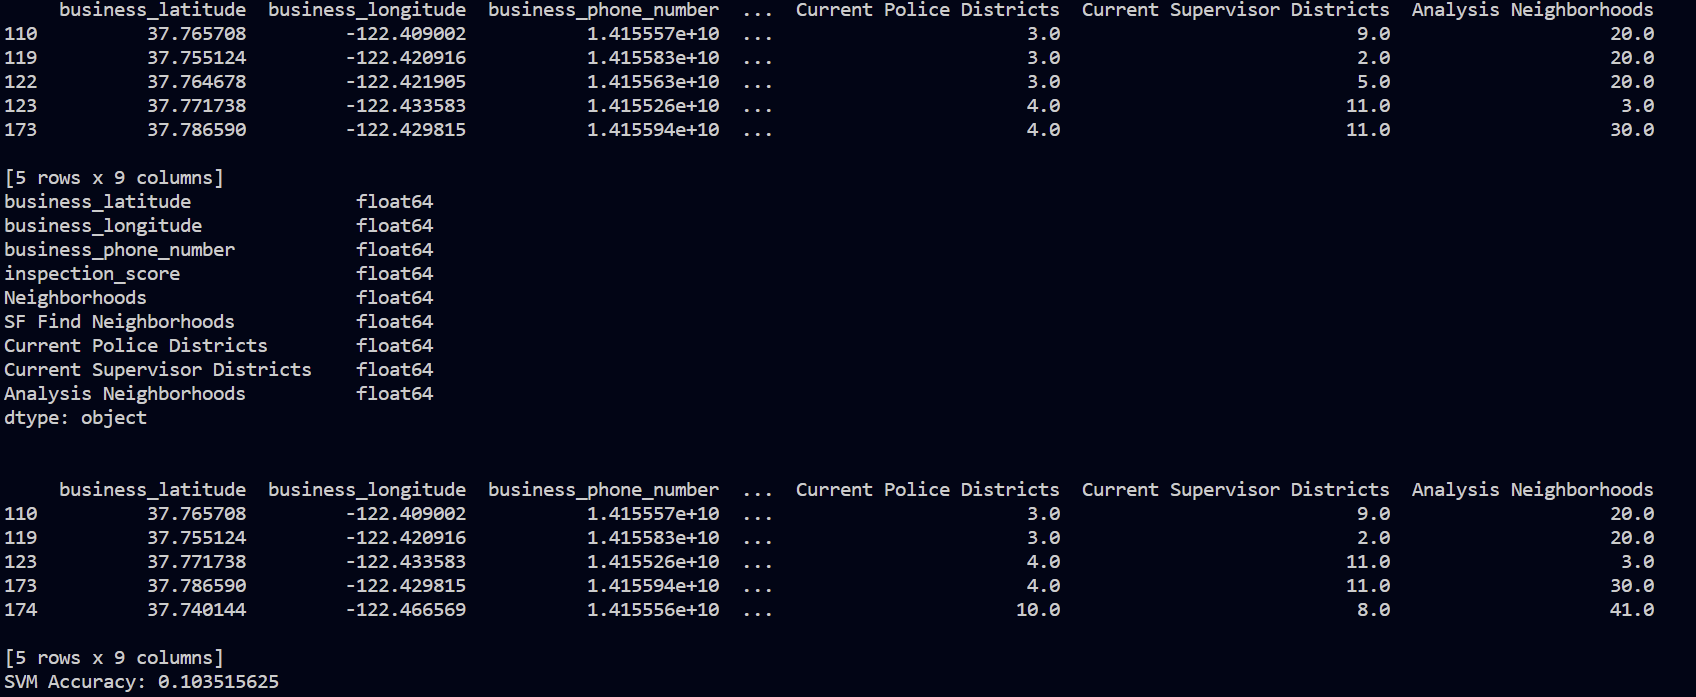 business_latitude business_longitude business_phone_number ... Current Police Districts Current Supervisor Districts Analysis Neighborhoods
110 37.765708 -122.409002 1.415557e+10 ... 3.0 9.0 20.0
119 37.755124 -122.420916 1.415583e+10 ... 3.0 2.0 20.0
122 37.764678 -122.421905 1.415563e+10 ... 3.0 5.0 20.0
123 37.771738 -122.433583 1.415526e+10 ... 4.0 11.0 3.0
173 37.786590 -122.429815 1.415594e+10 ... 4.0 11.0 30.0
[5 rows x 9 columns]
business_latitude float64
business_longitude float64
business_phone_number float64
inspection_score float64
Neighborhoods float64
SF Find Neighborhoods float64
Current Police Districts float64
Current Supervisor Districts float64
Analysis Neighborhoods float64
dtype: object
business_latitude business_longitude business_phone_number ... Current Police Districts Current Supervisor Districts Analysis Neighborhoods
110 37.765708 -122.409002 1.415557e+10 ... 3.0 9.0 20.0
119 37.755124 -122.420916 1.415583e+10 ... 3.0 2.0 20.0
123 37.771738 -122.433583 1.415526e+10 ... 4.0 11.0 3.0
173 37.786590 -122.429815 1.415594e+10 ... 4.0 11.0 30.0
174 37.740144 -122.466569 1.415556e+10 ... 10.0 8.0 41.0
[5 rows x 9 columns]
SVM Accuracy: 0.103515625